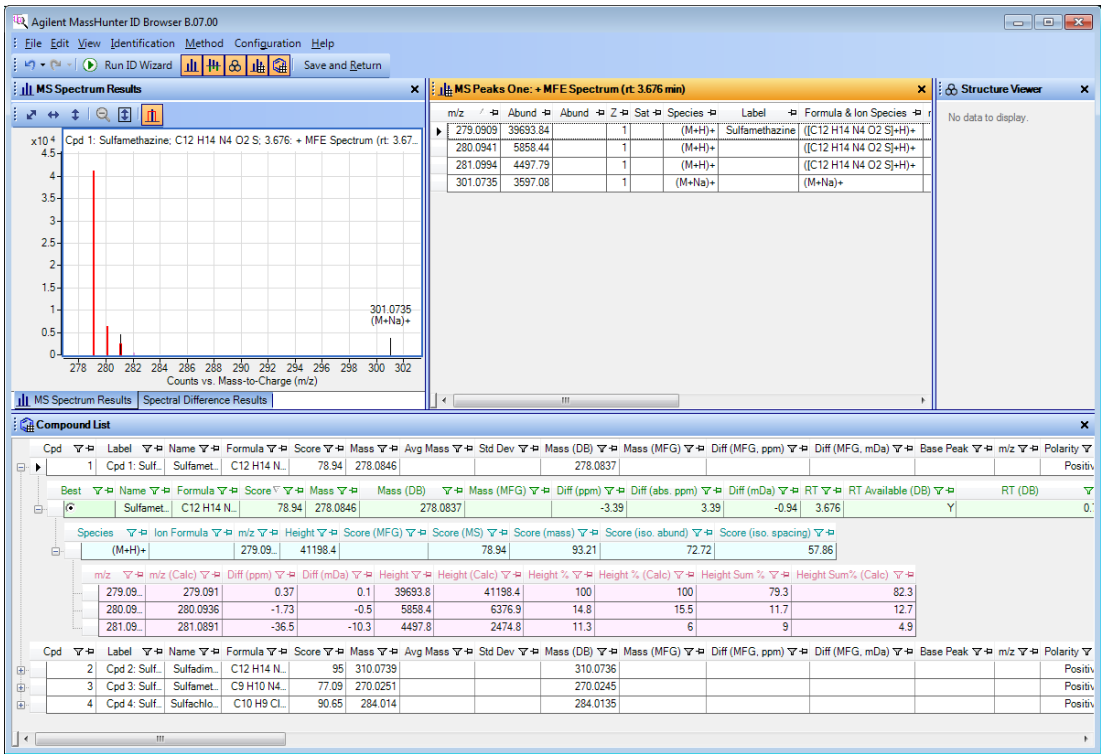 Agilent MassHunter ID Browser B.07.00
File Edit View Identification Method Configuration Help
Run ID Wizard Save and Return
MS Spectrum Results
x10 4 Cpd 1: Sulfamethazine; C12 H14 N4 O2 S; 3.676: + MFE Spectrum (rt: 3.67...
4.5
4
3.5
3
2.5
2
1.5
1
0.5
0
301.0735
(M+Na)+
278 280 282 284 286 288 290 292 294 296 298 300 302
Counts vs. Mass-to-Charge (m/z)
MS Spectrum Results Spectral Difference Results
MS Peaks One: + MFE Spectrum (rt: 3.676 min)
m/z Abund Abund Z Sat Species Label Formula & Ion Species
279.0909 39693.84 1 (M+H)+ Sulfamethazine ([C12 H14 N4 O2 S]+H)+
280.0941 5858.44 1 (M+H)+ ([C12 H14 N4 O2 S]+H)+
281.0994 4497.79 1 (M+H)+ ([C12 H14 N4 O2 S]+H)+
301.0735 3597.08 1 (M+Na)+ (M+Na)+
Structure Viewer
No data to display.
Compound List
Cpd Label Name Formula Score Mass Avg Mass Std Dev Mass (DB) Mass (MFG) Diff (MFG, ppm) Diff (MFG, mDa) Base Peak m/z Polarity
1 Cpd 1: Sulf... Sulfamet... C12 H14 N... 78.94 278.0846 278.0837 Positiv
Best Name Formula Score Mass Mass (DB) Mass (MFG) Diff (ppm) Diff (abs. ppm) Diff (mDa) RT RT Available (DB) RT (DB)
Sulfamet... C12 H14 N... 78.94 278.0846 278.0837 -3.39 3.39 -0.94 3.676 Y 0.
Species Ion Formula m/z Height Score (MFG) Score (MS) Score (mass) Score (iso. abund) Score (iso. spacing)
(M+H)+ 279.09... 41198.4 78.94 93.21 72.72 57.86
m/z m/z (Calc) Diff (ppm) Diff (mDa) Height Height (Calc) Height % Height % (Calc) Height Sum % Height Sum% (Calc)
279.09... 279.091 0.37 0.1 39693.8 41198.4 100 100 79.3 82.3
280.09... 280.0936 -1.73 -0.5 5858.4 6376.9 14.8 15.5 11.7 12.7
281.09... 281.0891 -36.5 -10.3 4497.8 2474.8 11.3 6 9 4.9
Cpd Label Name Formula Score Mass Avg Mass Std Dev Mass (DB) Mass (MFG) Diff (MFG, ppm) Diff (MFG, mDa) Base Peak m/z Polarity
2 Cpd 2: Sulf... Sulfadim... C12 H14 N... 95 310.0739 310.0736 Positiv
3 Cpd 3: Sulf... Sulfamet... C9 H10 N4... 77.09 270.0251 270.0245 Positiv
4 Cpd 4: Sulf... Sulfachlo... C10 H9 Cl... 90.65 284.014 284.0135 Positiv